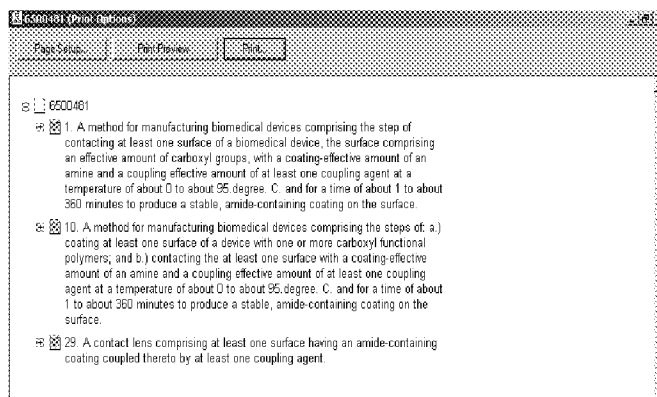 6500481 (Print Options)
Page Setup... Print Preview Print...
6500481
1. A method for manufacturing biomedical devices comprising the step of
contacting at least one surface of a biomedical device, the surface comprising
an effective amount of carboxyl groups, with a coating-effective amount of an
amine and a coupling effective amount of at least one coupling agent at a
temperature of about 0 to about 95.degree. C. and for a time of about 1 to about
360 minutes to produce a stable, amide-containing coating on the surface.
10. A method for manufacturing biomedical devices comprising the steps of: a.)
coating at least one surface of a device with one or more carboxyl functional
polymers; and b.) contacting the at least one surface with a coating-effective
amount of an amine and a coupling effective amount of at least one coupling
agent at a temperature of about 0 to about 95.degree. C. and for a time of about
1 to about 360 minutes to produce a stable, amide-containing coating on the
surface.
29. A contact lens comprising at least one surface having an amide-containing
coating coupled thereto by at least one coupling agent.